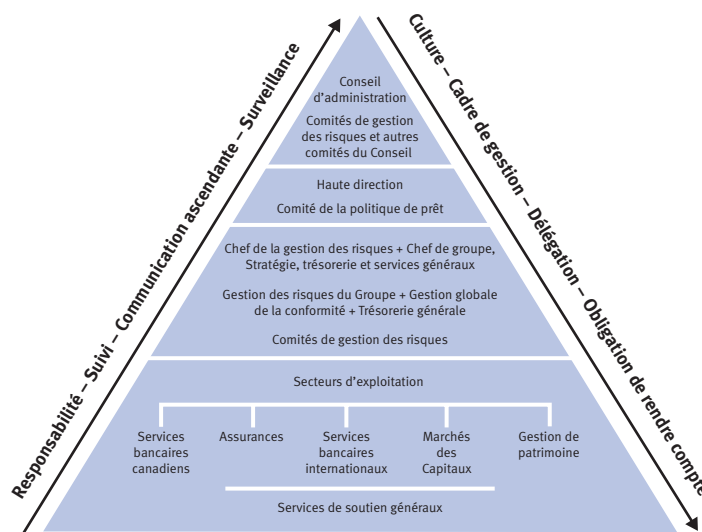 Responsabilité – Suivi – Communication ascendante – Surveillance
Culture – Cadre de gestion – Délégation – Obligation de rendre compte
Conseil
d'administration
Comités de gestion
des risques et autres
comités du Conseil
Haute direction
Comité de la politique de prêt
Chef de la gestion des risques + Chef de groupe,
Stratégie, trésorerie et services généraux
Gestion des risques du Groupe + Gestion globale
de la conformité + Trésorerie générale
Comités de gestion des risques
Secteurs d'exploitation
Services
bancaires
canadiens
Assurances
Services
bancaires
internationaux
Marchés
des
Capitaux
Gestion de
patrimoine
Services de soutien généraux